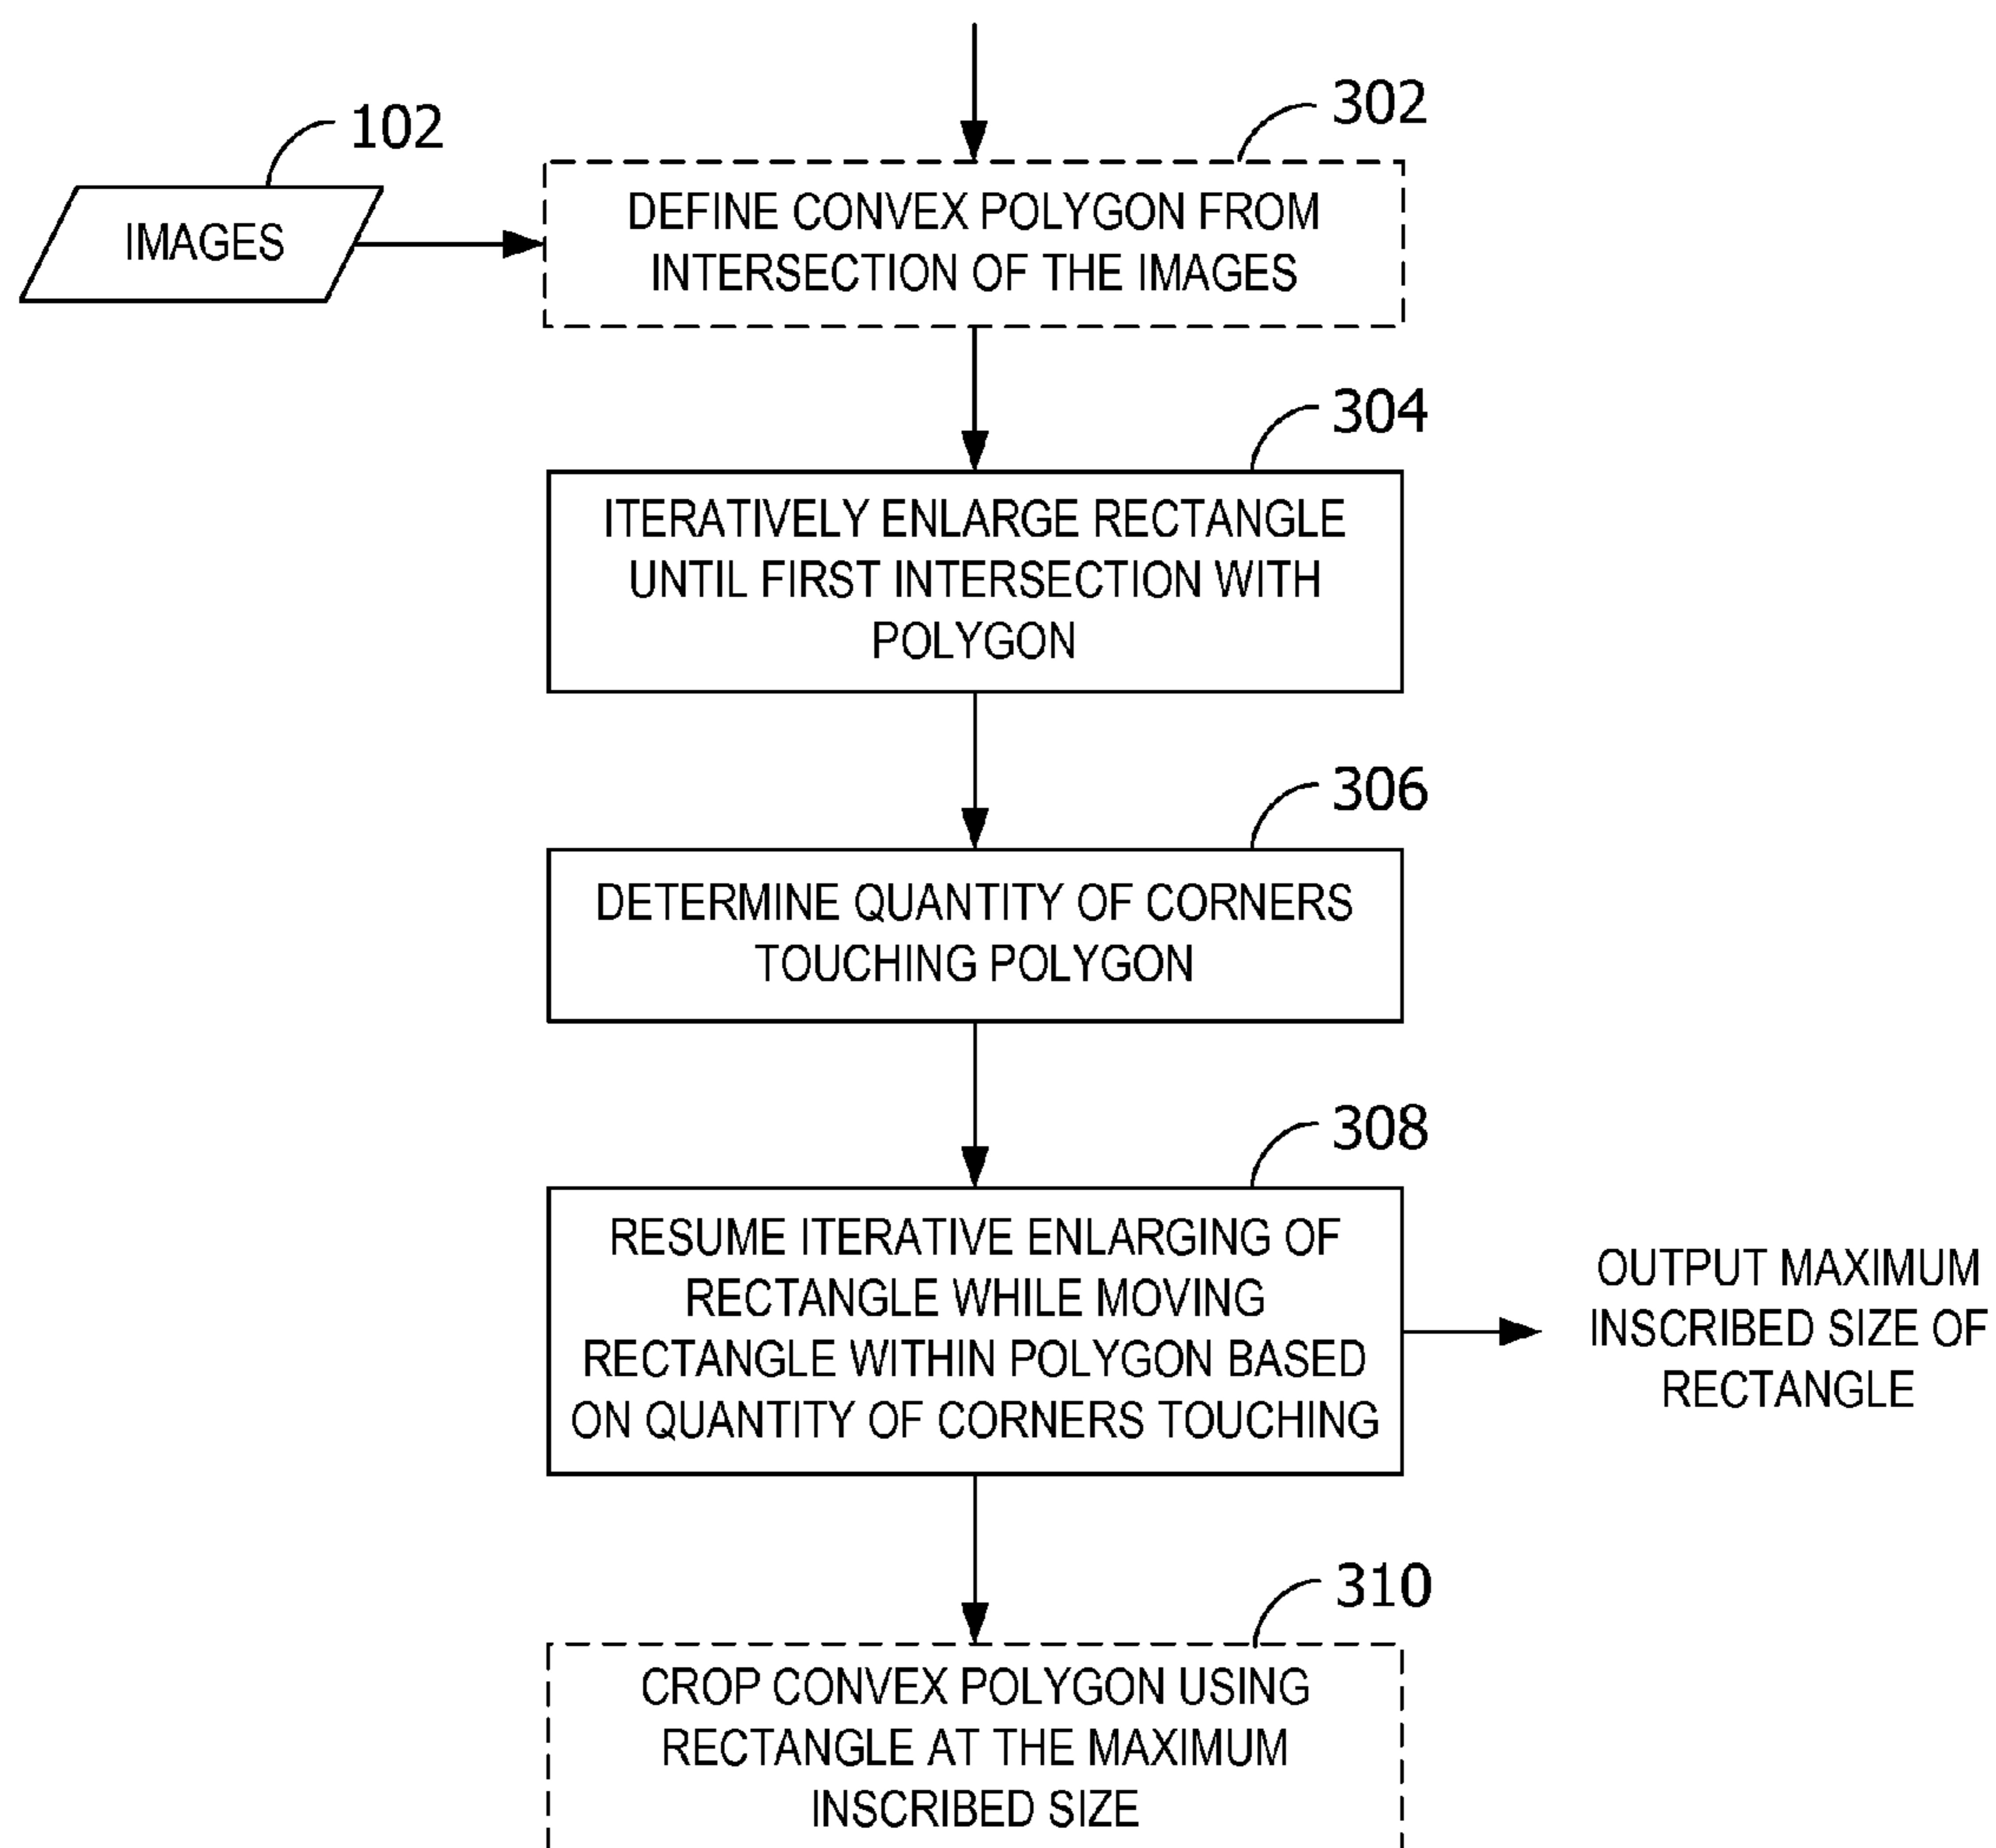 102
302
IMAGES
DEFINE CONVEX POLYGON FROM
INTERSECTION OF THE IMAGES
304
ITERATIVELY ENLARGE RECTANGLE
UNTIL FIRST INTERSECTION WITH
POLYGON
306
DETERMINE QUANTITY OF CORNERS
TOUCHING POLYGON
308
RESUME ITERATIVE ENLARGING OF
RECTANGLE WHILE MOVING
RECTANGLE WITHIN POLYGON BASED
ON QUANTITY OF CORNERS TOUCHING
OUTPUT MAXIMUM
INSCRIBED SIZE OF
RECTANGLE
310
CROP CONVEX POLYGON USING
RECTANGLE AT THE MAXIMUM
INSCRIBED SIZE